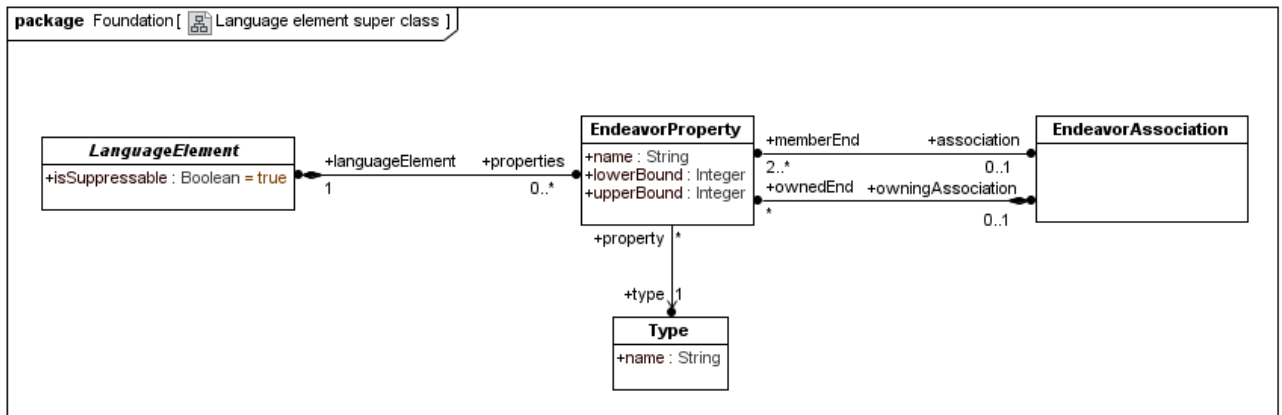 package Foundation [ Language element super class ]
LanguageElement
+isSuppressable : Boolean = true
+languageElement
1
+properties
0..*
EndeavorProperty
+name : String
+lowerBound : Integer
+upperBound : Integer
+memberEnd
2..*
+association
0..1
+ownedEnd
*
+owningAssociation
0..1
EndeavorAssociation
+property
*
+type
1
Type
+name : String